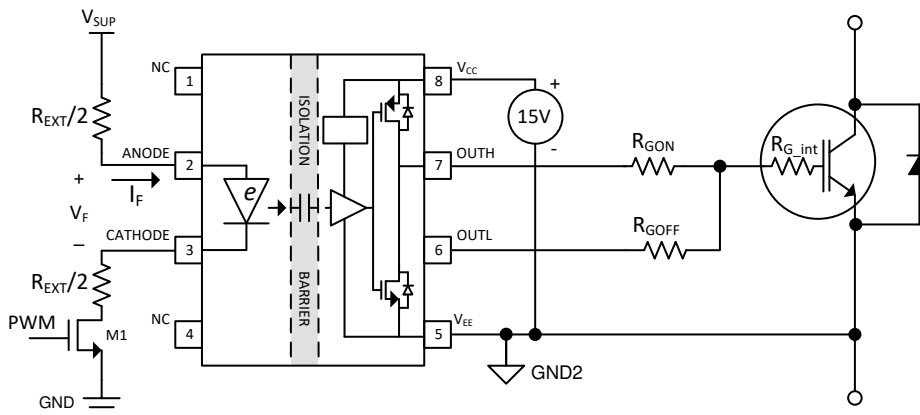 VSUP
NC
1
REXT/2
ANODE
2
+
IF
VF
–
CATHODE
3
REXT/2
PWM
M1
NC
4
GND
e
ISOLATION
BARRIER
8
VCC
+
15V
-
7
OUTH
RGON
RG_int
6
OUTL
RGOFF
5
VEE
GND2